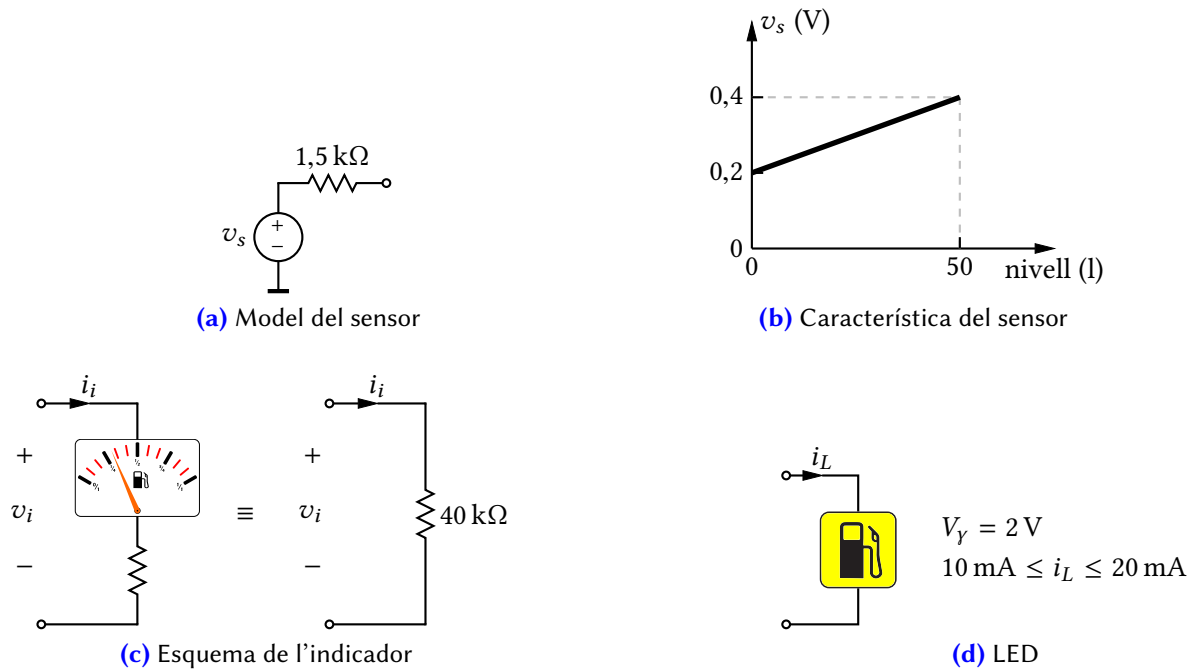 1,5 kΩ
v_s
+
−
(a) Model del sensor
v_s (V)
0,4
0,2
0
0
50
nivell (l)
(b) Característica del sensor
i_i
+
v_i
−
≡
i_i
+
v_i
−
40 kΩ
(c) Esquema de l'indicador
i_L
V_γ = 2 V
10 mA ≤ i_L ≤ 20 mA
(d) LED